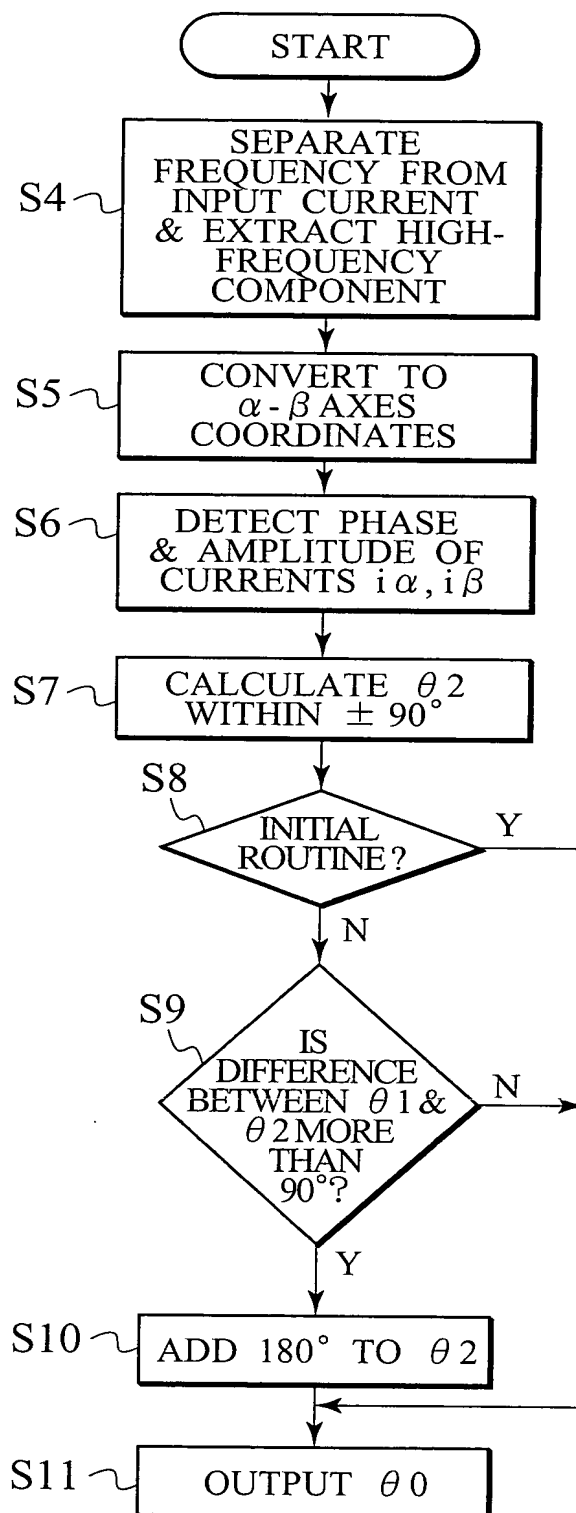 START
S4
SEPARATE
FREQUENCY FROM
INPUT CURRENT
& EXTRACT HIGH-
FREQUENCY
COMPONENT
S5
CONVERT TO
α-β AXES
COORDINATES
S6
DETECT PHASE
& AMPLITUDE OF
CURRENTS iα, iβ
S7
CALCULATE θ2
WITHIN ± 90°
S8
INITIAL
ROUTINE?
Y
N
S9
IS
DIFFERENCE
BETWEEN θ1 &
θ2 MORE
THAN
90°?
N
Y
S10
ADD 180° TO θ2
S11
OUTPUT θ0